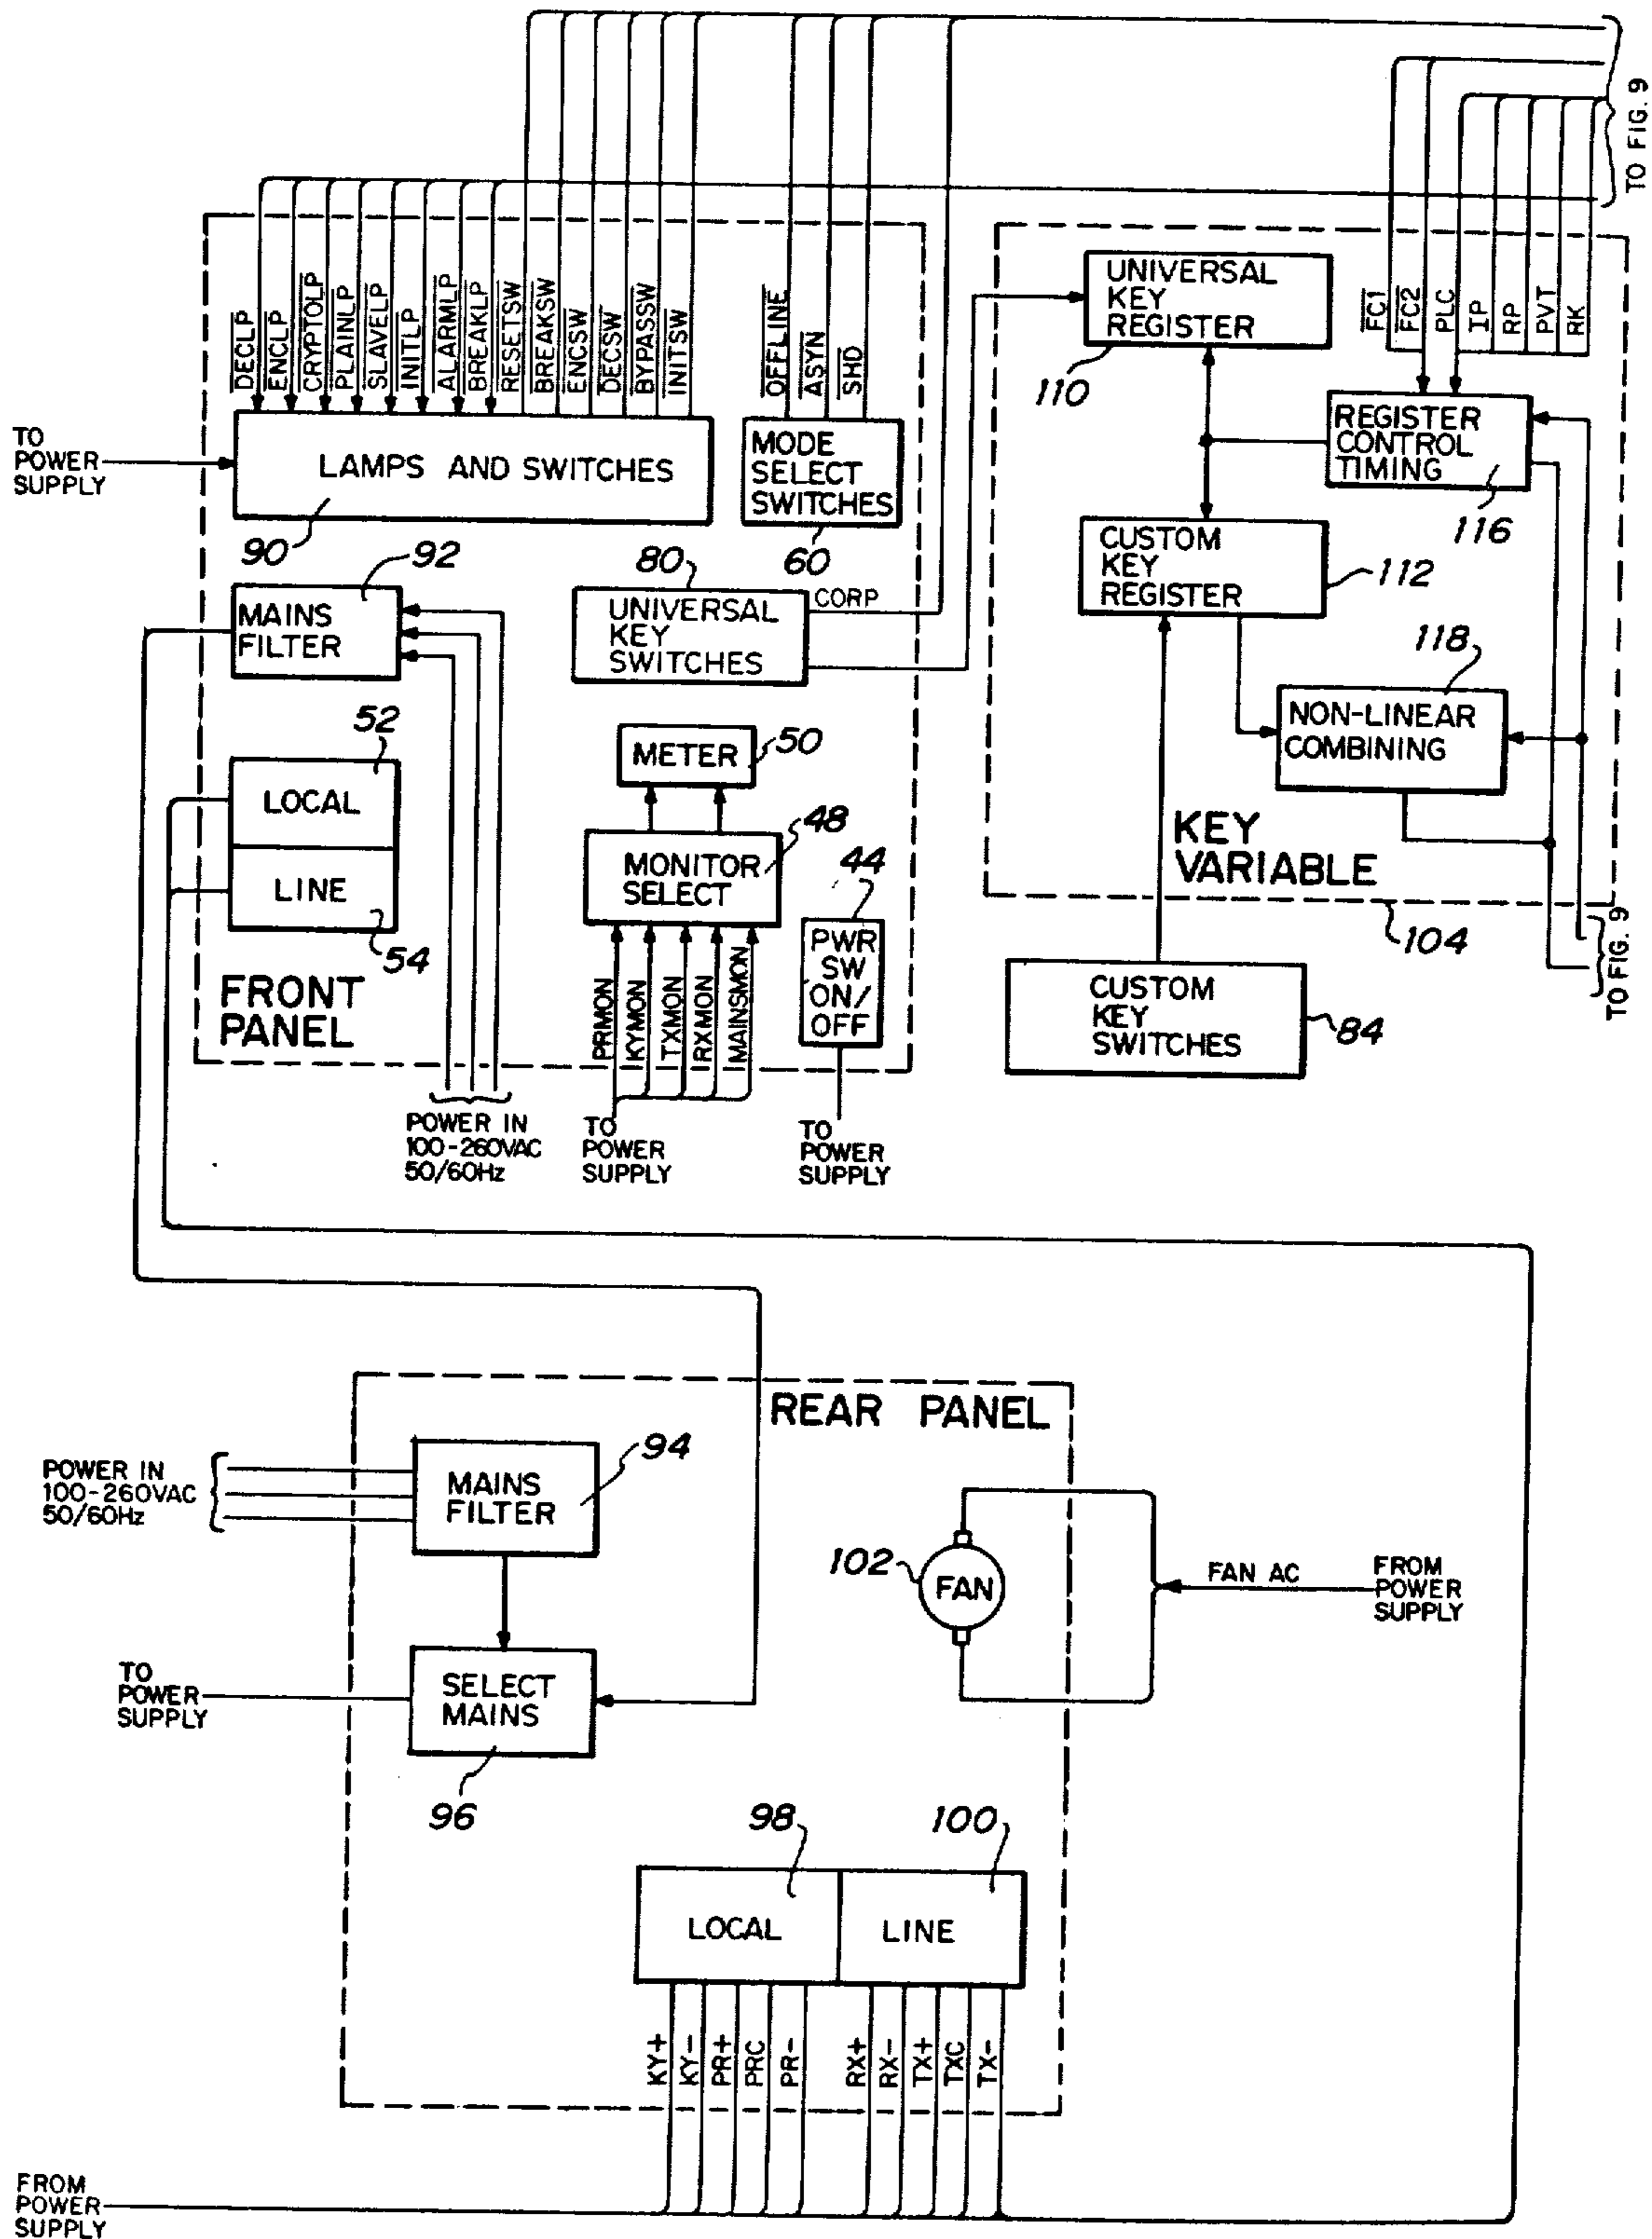 TO FIG. 9
DECLP
ENCLP
CRYPTOLP
PLAINLP
SLAVELP
INITLP
ALARMLP
BREAKLP
RESETSW
BREAKSW
ENCSW
DECSW
BYPASSW
INITSW
OFFLINE
ASYN
SHD
FC1
FC2
PLC
IP
RP
PVT
RK
TO
POWER
SUPPLY
LAMPS AND SWITCHES
90
MODE
SELECT
SWITCHES
60
UNIVERSAL
KEY
REGISTER
110
REGISTER
CONTROL
TIMING
116
CUSTOM
KEY
REGISTER
112
92
MAINS
FILTER
80
UNIVERSAL
KEY
SWITCHES
CORP
118
NON-LINEAR
COMBINING
52
LOCAL
LINE
54
METER
50
MONITOR
SELECT
48
44
PWR
SW
ON/
OFF
KEY
VARIABLE
104
TO FIG. 9
FRONT
PANEL
PRMON
KYMON
TXMON
RXMON
MAINSMON
CUSTOM
KEY
SWITCHES
84
POWER IN
100-260VAC
50/60Hz
TO
POWER
SUPPLY
TO
POWER
SUPPLY
REAR PANEL
POWER IN
100-260VAC
50/60Hz
MAINS
FILTER
94
102
FAN
FAN AC
FROM
POWER
SUPPLY
TO
POWER
SUPPLY
SELECT
MAINS
96
98
100
LOCAL
LINE
KY+
KY-
PR+
PRC
PR-
RX+
RX-
TX+
TXC
TX-
FROM
POWER
SUPPLY